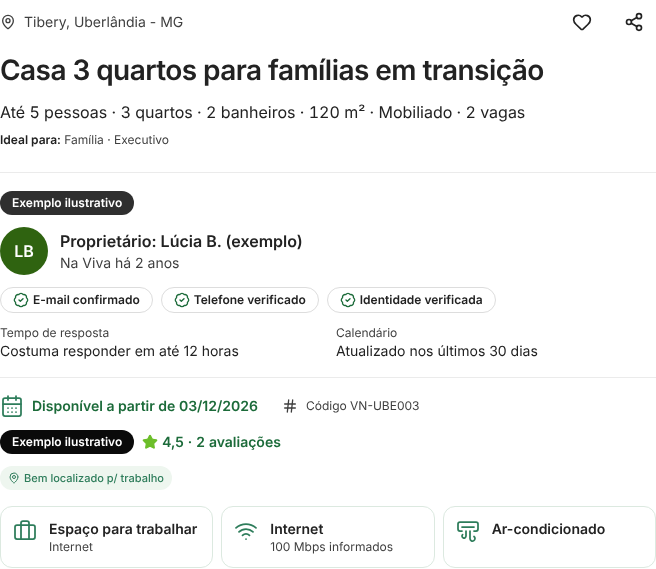 Tibery, Uberlândia - MG
Casa 3 quartos para famílias em transição
Até 5 pessoas · 3 quartos · 2 banheiros · 120 m² · Mobiliado · 2 vagas
Ideal para: Família · Executivo
Exemplo ilustrativo
LB
Proprietário: Lúcia B. (exemplo)
Na Viva há 2 anos
E-mail confirmado
Telefone verificado
Identidade verificada
Tempo de resposta
Costuma responder em até 12 horas
Calendário
Atualizado nos últimos 30 dias
Disponível a partir de 03/12/2026
Código VN-UBE003
Exemplo ilustrativo
4,5 · 2 avaliações
Bem localizado p/ trabalho
Espaço para trabalhar
Internet
Internet
100 Mbps informados
Ar-condicionado